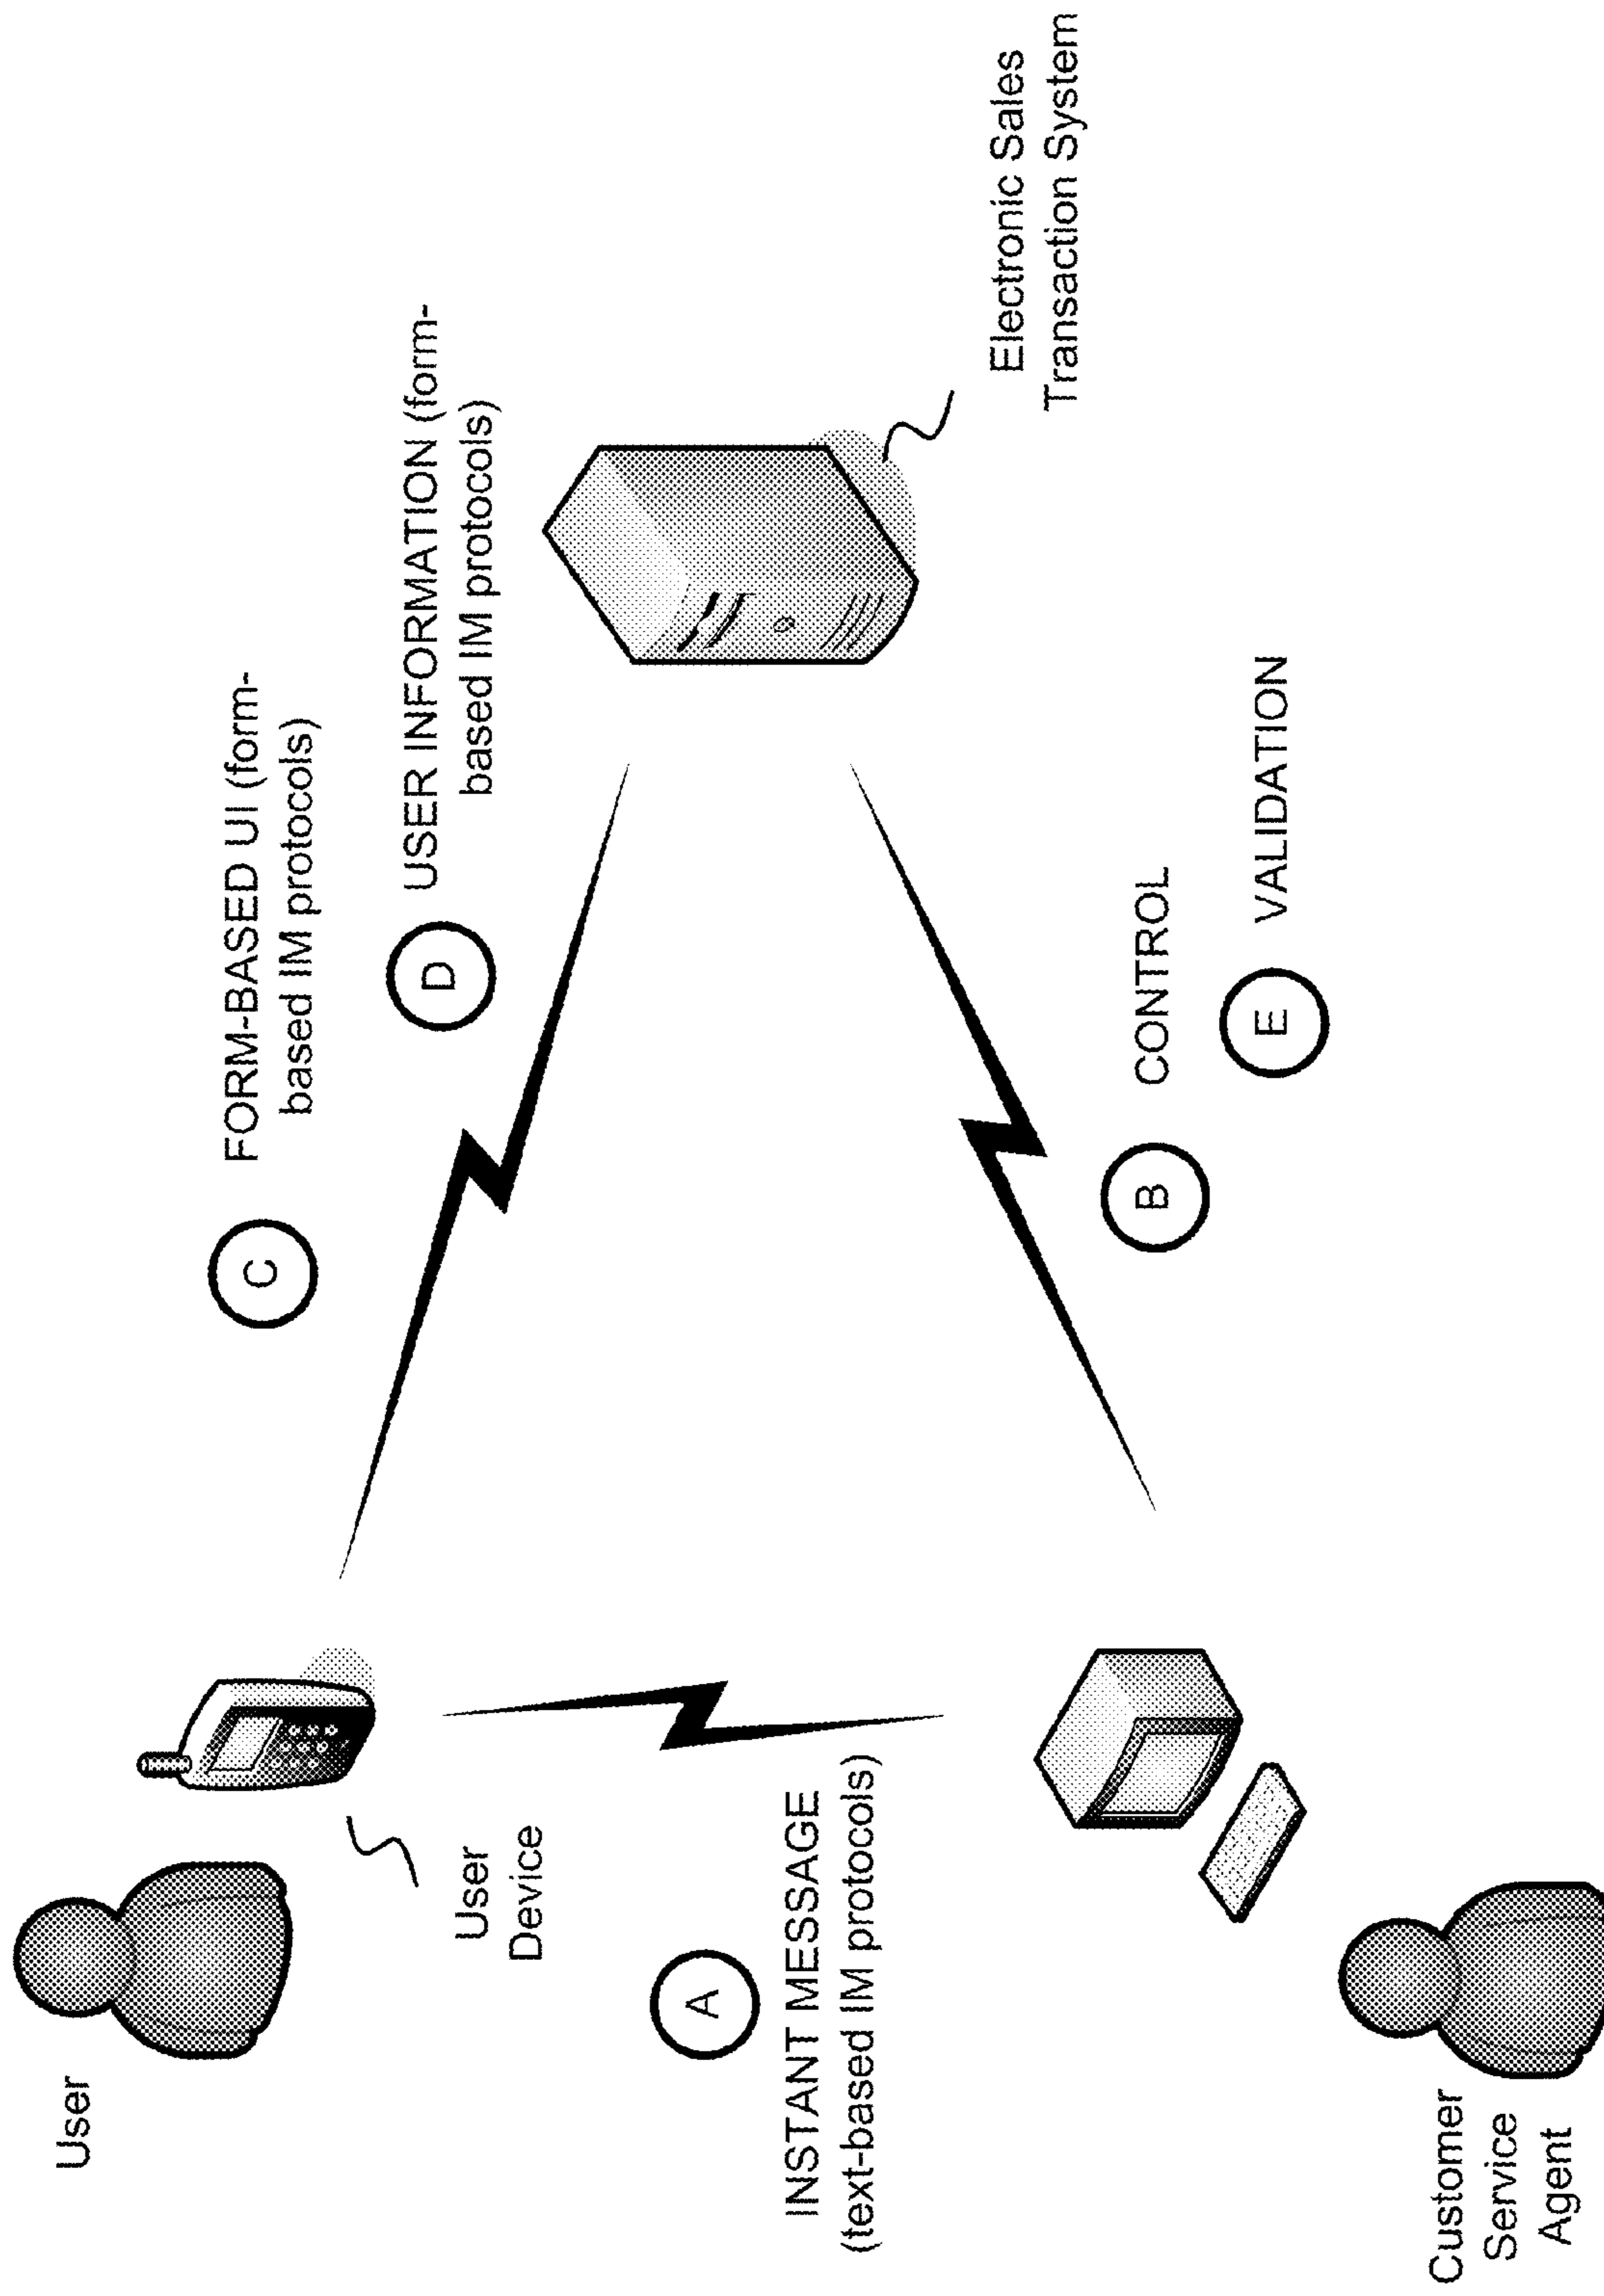 User
User
Device
A
INSTANT MESSAGE
(text-based IM protocols)
Customer
Service
Agent
C
FORM-BASED UI (form-
based IM protocols)
D
USER INFORMATION (form-
based IM protocols)
B
CONTROL
E
VALIDATION
Electronic Sales
Transaction System